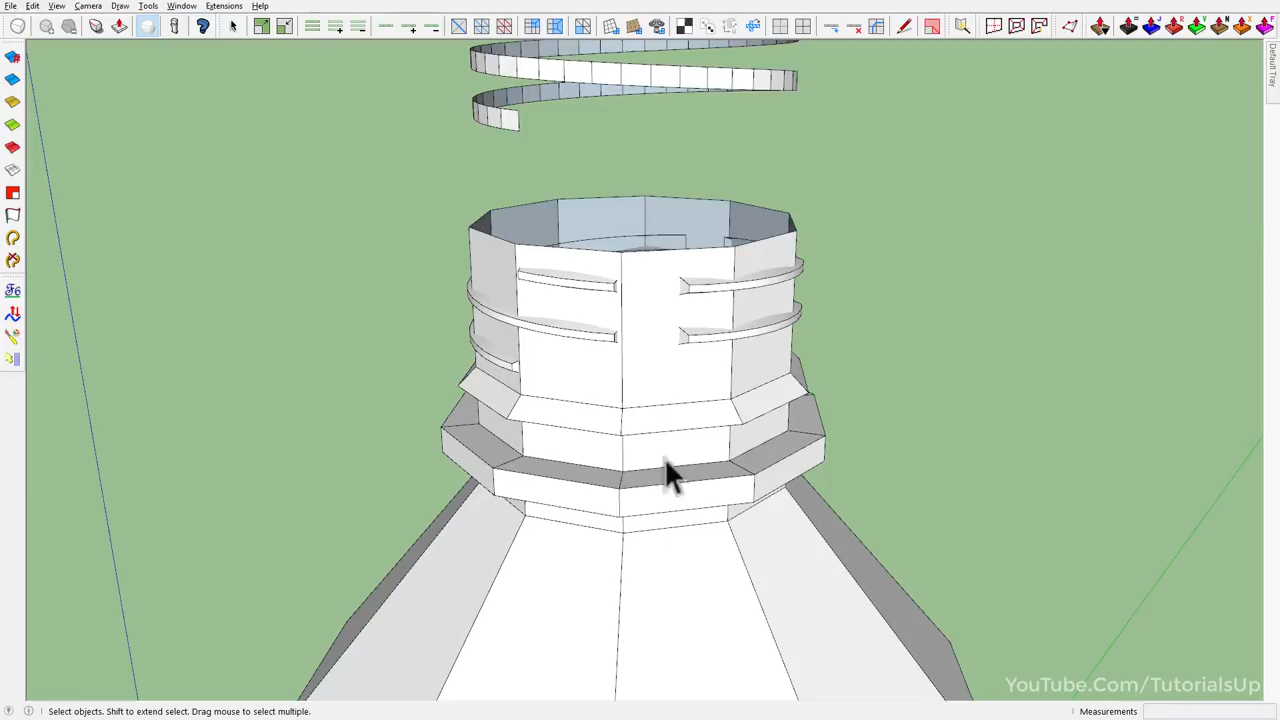 File Edit View Camera Draw Tools Window Extensions Help
Default Tray
YouTube.Com/TutorialsUp
Select objects. Shift to extend select. Drag mouse to select multiple.
Measurements